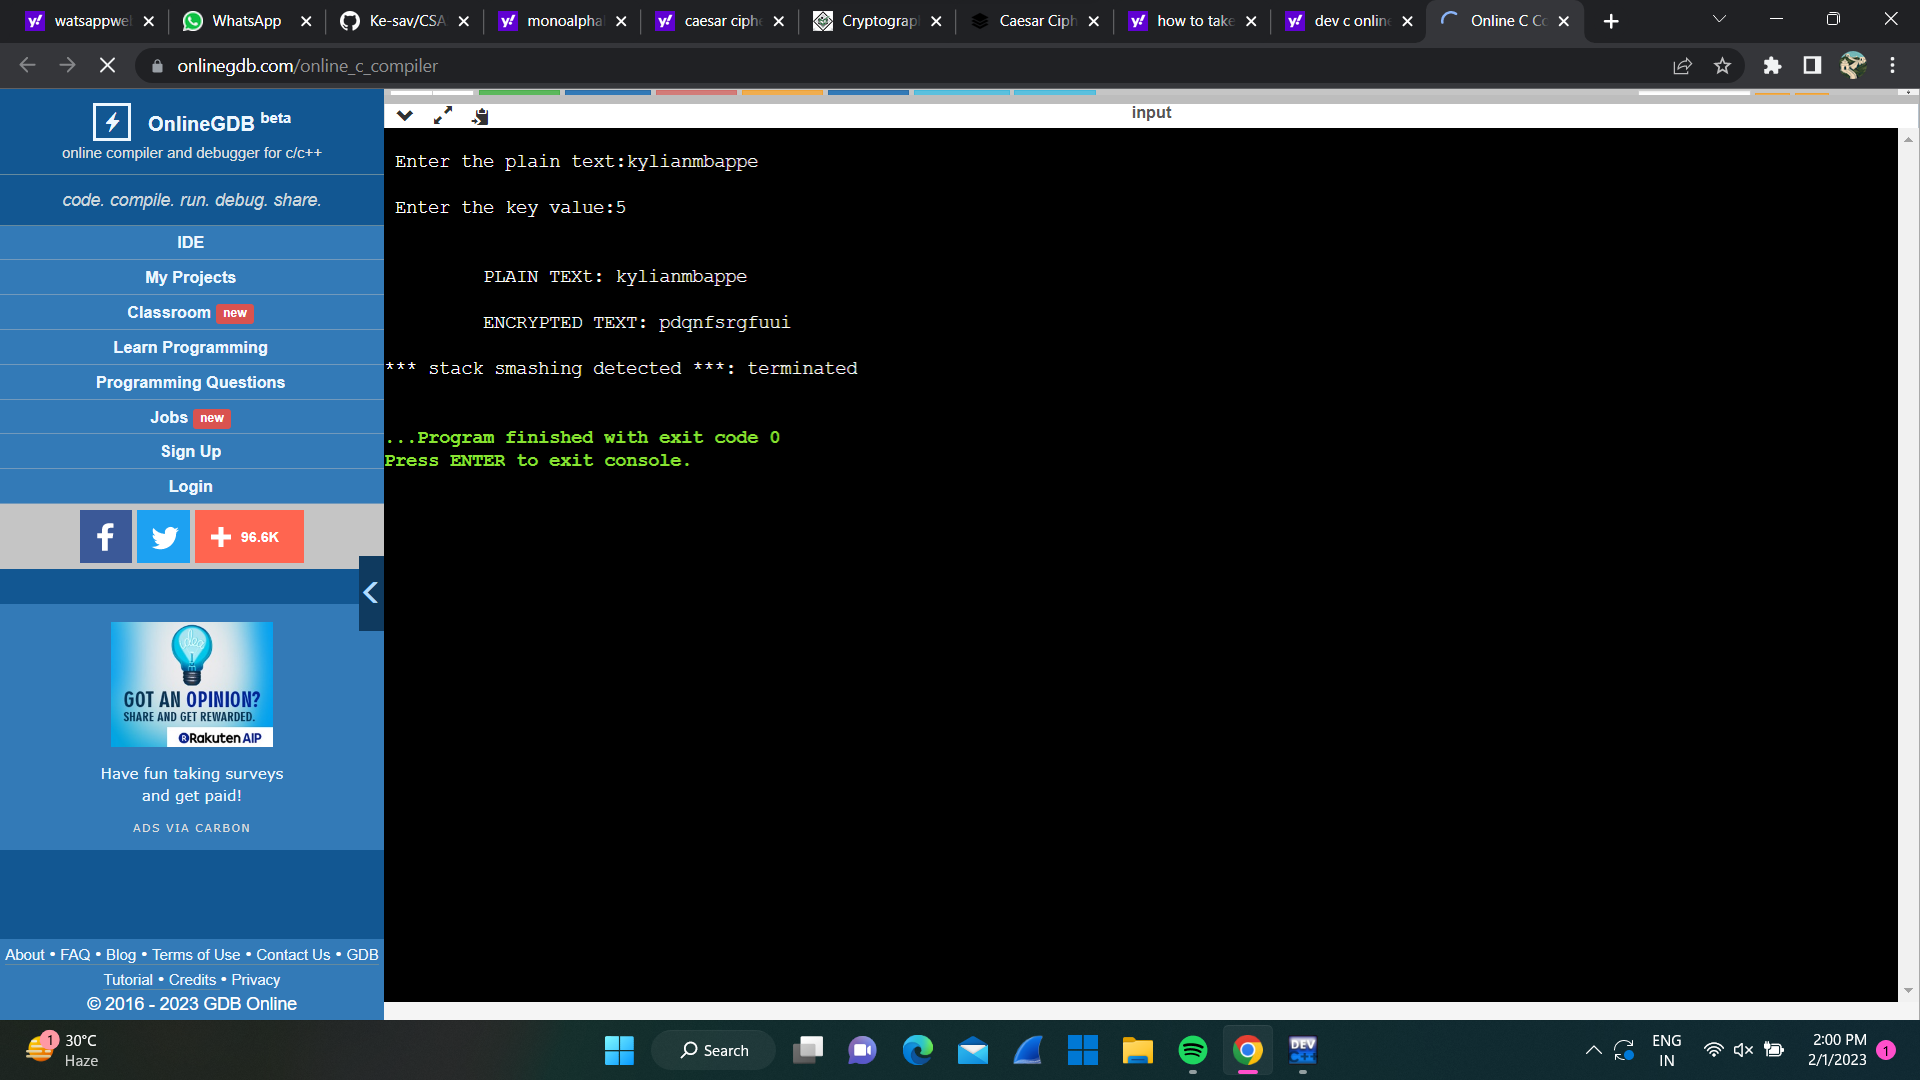 watsappwe
WhatsApp
Ke-sav/CSA
monoalpha
caesar ciphe
Cryptograp
Caesar Ciph
how to take
dev c online
Online C Co
onlinegdb.com/online_c_compiler
OnlineGDB beta
online compiler and debugger for c/c++
code. compile. run. debug. share.
IDE
My Projects
Classroom new
Learn Programming
Programming Questions
Jobs new
Sign Up
Login
f
+ 96.6K
GOT AN OPINION?
SHARE AND GET REWARDED.
Rakuten AIP
Have fun taking surveys
and get paid!
ADS VIA CARBON
About • FAQ • Blog • Terms of Use • Contact Us • GDB
Tutorial • Credits • Privacy
© 2016 - 2023 GDB Online
input
Enter the plain text:kylianmbappe
Enter the key value:5
PLAIN TEXt: kylianmbappe
ENCRYPTED TEXT: pdqnfsrgfuui
*** stack smashing detected ***: terminated
...Program finished with exit code 0
Press ENTER to exit console.
1
30°C
Haze
Search
DEV
C++
ENG
IN
2:00 PM
2/1/2023
1